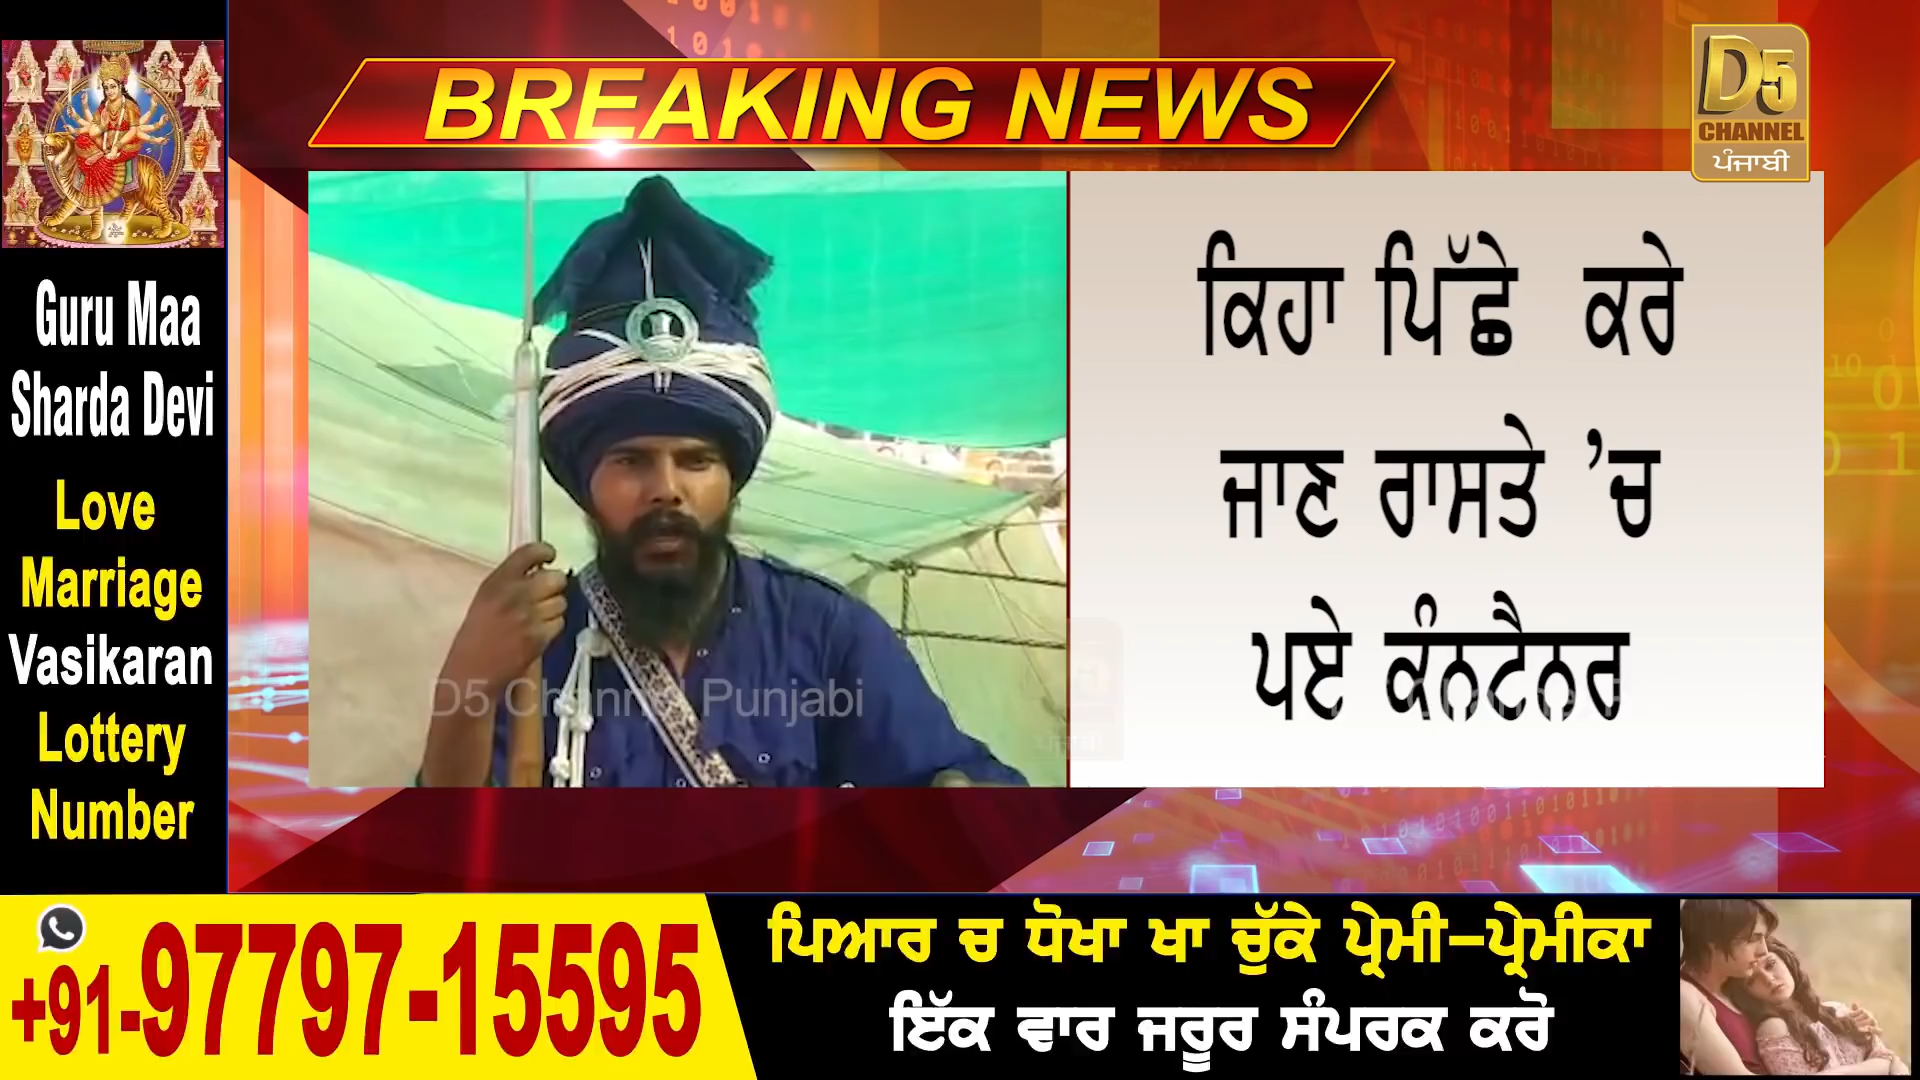 BREAKING NEWS
D5
CHANNEL
ਪੰਜਾਬੀ
ਕਿਹਾ ਪਿੱਛੇ ਕਰੇ
ਜਾਣ ਰਾਸਤੇ ’ਚ
ਪਏ ਕੰਨਟੈਨਰ
D5 Channel Punjabi
Guru Maa
Sharda Devi
Love
Marriage
Vasikaran
Lottery
Number
+91-97797-15595
ਪਿਆਰ ਚ ਧੋਖਾ ਖਾ ਚੁੱਕੇ ਪ੍ਰੇਮੀ-ਪ੍ਰੇਮੀਕਾ
ਇੱਕ ਵਾਰ ਜਰੂਰ ਸੰਪਰਕ ਕਰੋ